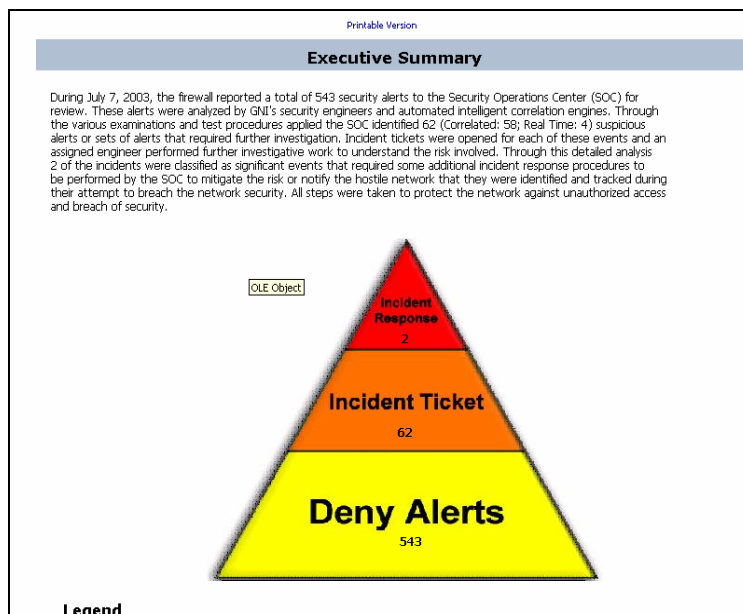 Printable Version
Executive Summary
During July 7, 2003, the firewall reported a total of 543 security alerts to the Security Operations Center (SOC) for
review. These alerts were analyzed by GNI's security engineers and automated intelligent correlation engines. Through
the various examinations and test procedures applied the SOC identified 62 (Correlated: 58; Real Time: 4) suspicious
alerts or sets of alerts that required further investigation. Incident tickets were opened for each of these events and an
assigned engineer performed further investigative work to understand the risk involved. Through this detailed analysis
2 of the incidents were classified as significant events that required some additional incident response procedures to
be performed by the SOC to mitigate the risk or notify the hostile network that they were identified and tracked during
their attempt to breach the network security. All steps were taken to protect the network against unauthorized access
and breach of security.
OLE Object
Incident
Response
2
Incident Ticket
62
Deny Alerts
543
Legend